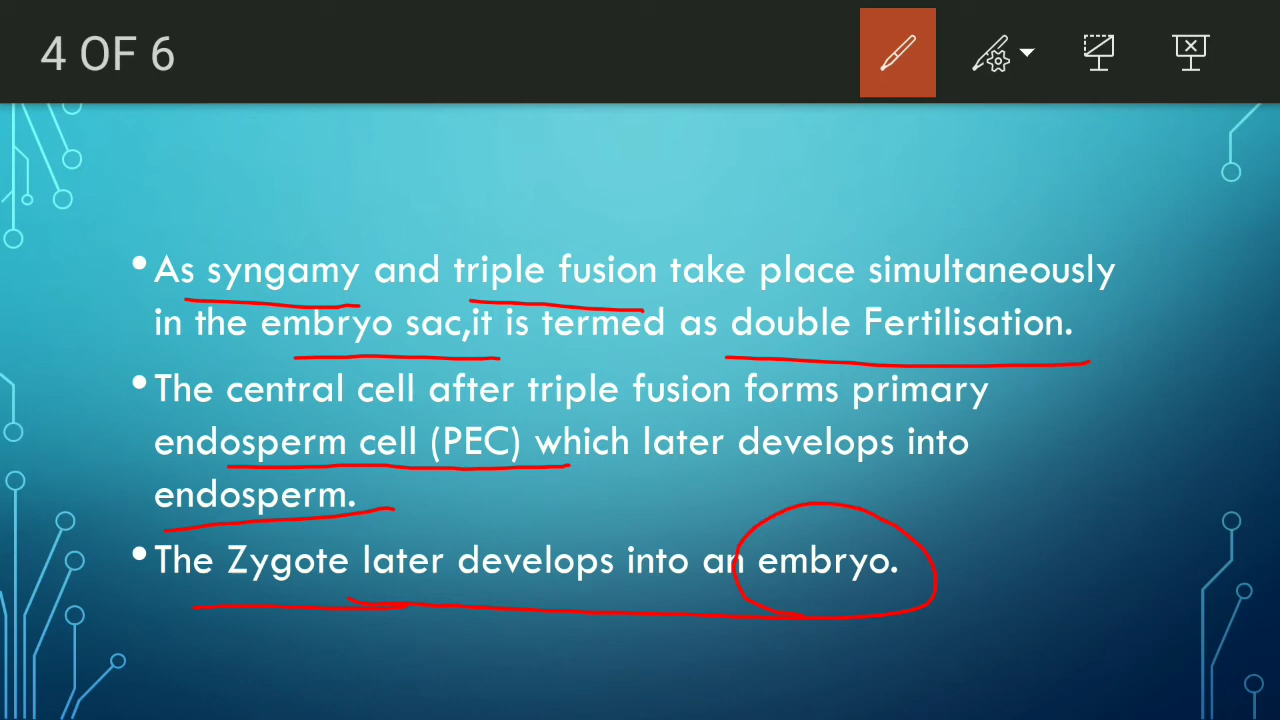 4 OF 6
•As syngamy and triple fusion take place simultaneously
in the embryo sac,it is termed as double Fertilisation.
•The central cell after triple fusion forms primary
endosperm cell (PEC) which later develops into
endosperm.
•The Zygote later develops into an embryo.